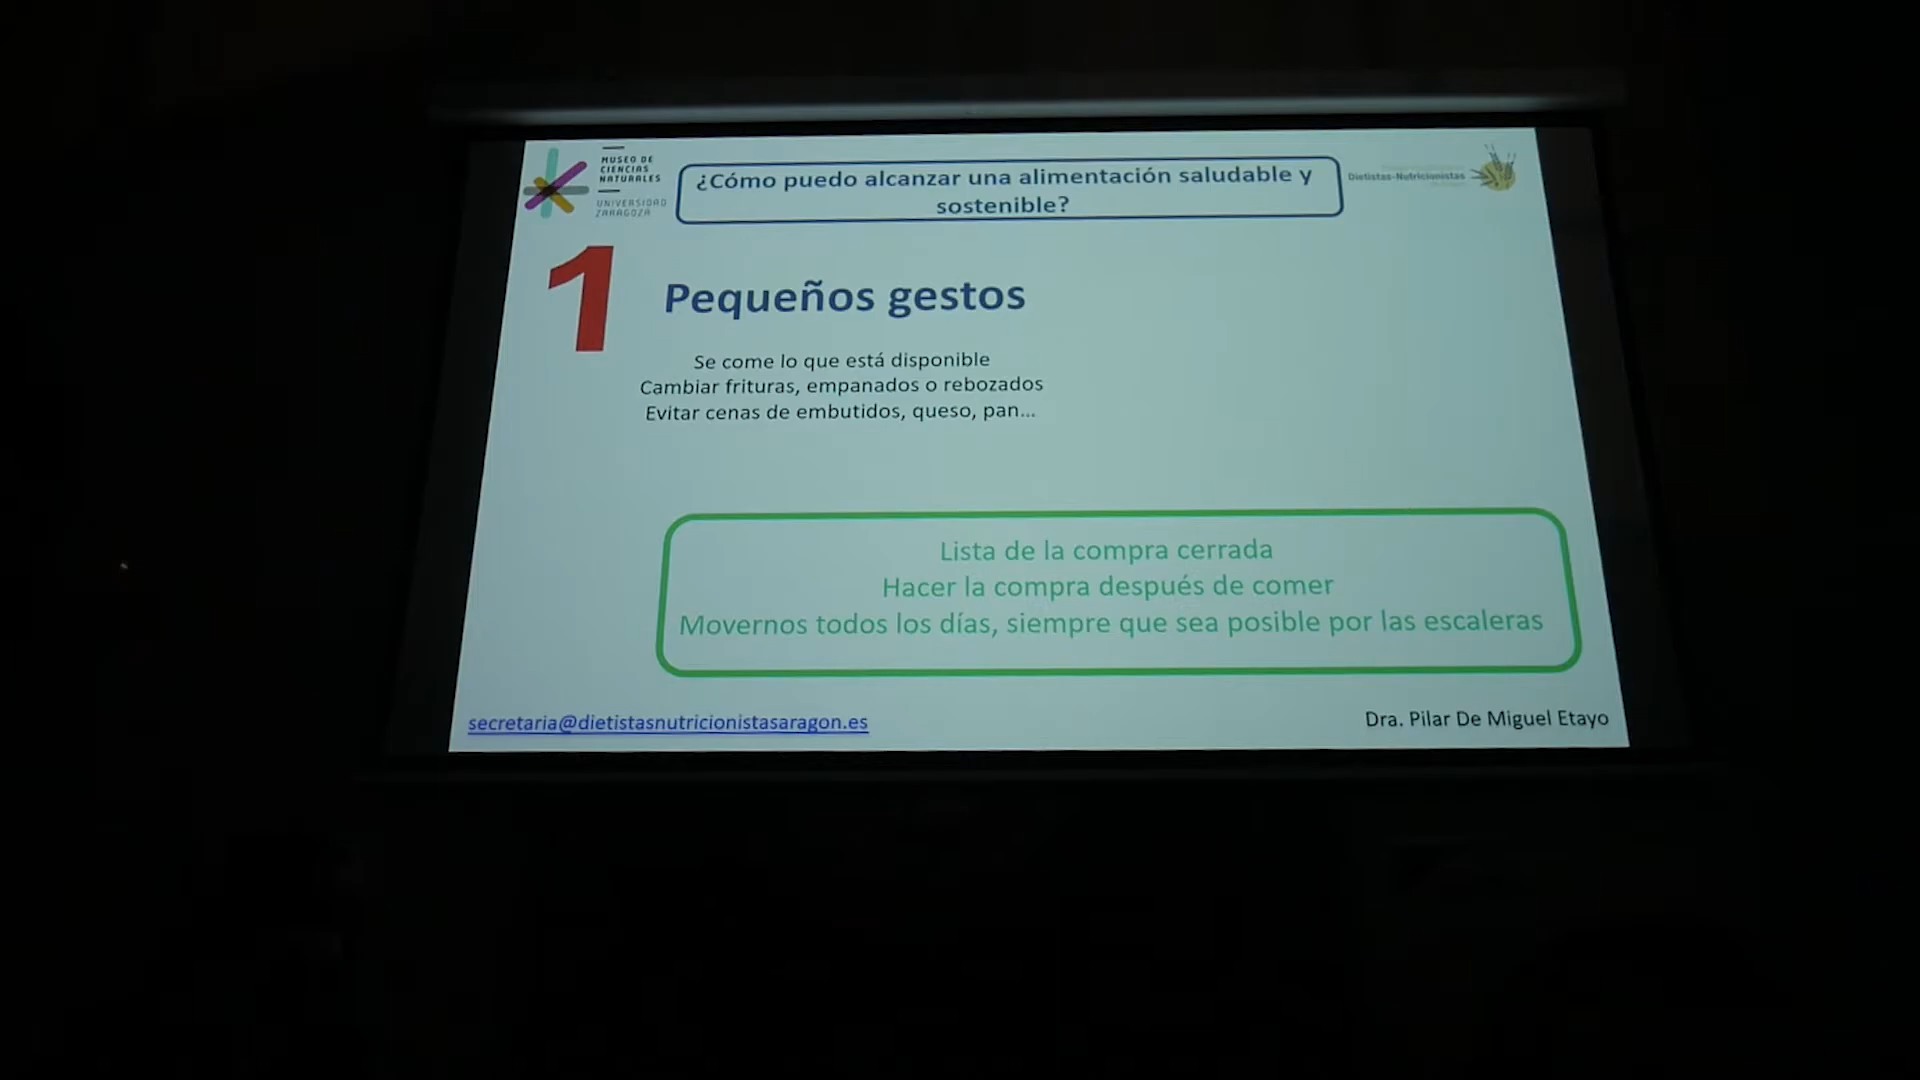 MUSEO DE
CIENCIAS
NATURALES
UNIVERSIDAD
ZARAGOZA
¿Cómo puedo alcanzar una alimentación saludable y
sostenible?
Dietistas-Nutricionistas
1
Pequeños gestos
Se come lo que está disponible
Cambiar frituras, empanados o rebozados
Evitar cenas de embutidos, queso, pan...
Lista de la compra cerrada
Hacer la compra después de comer
Movernos todos los días, siempre que sea posible por las escaleras
secretaria@dietistasnutricionistasaragon.es
Dra. Pilar De Miguel Etayo